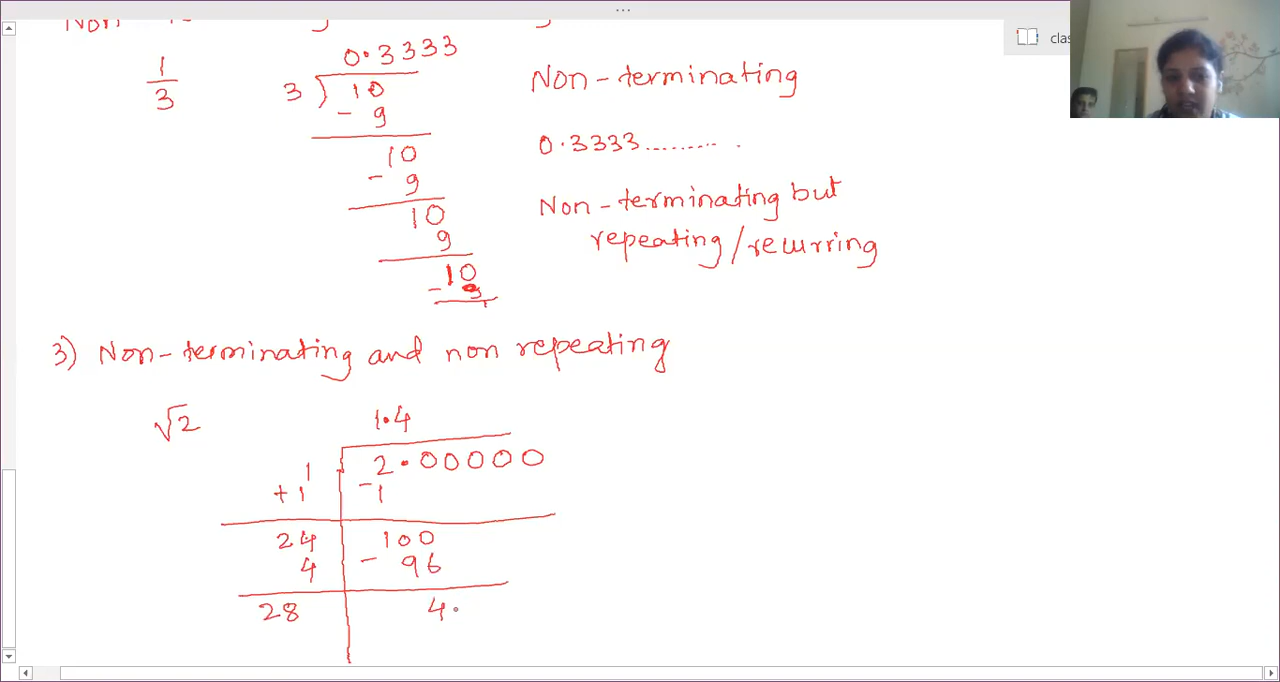 1/3
0.3333
3 ) 10
- 9
10
- 9
10
9
10
- 9
Non-terminating
0.3333.........
Non-terminating but
repeating/recurring
3) Non-terminating and non repeating
√2
1.4
1 2.00000
+1 -1
24 100
4 - 96
28 4.
cla